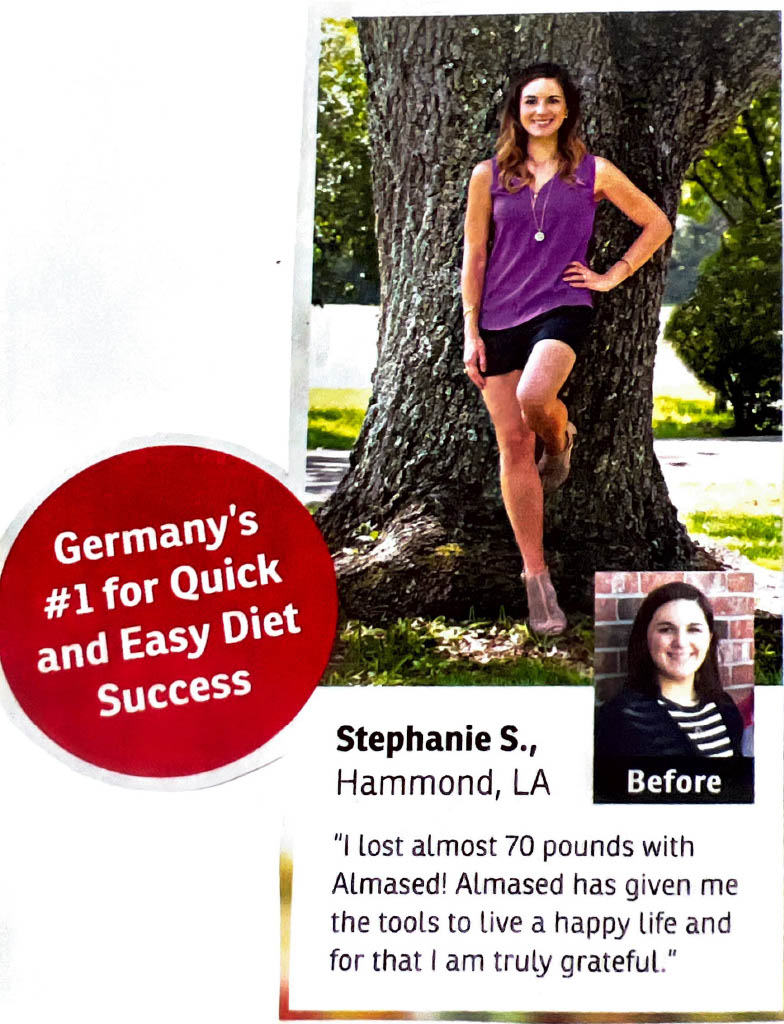 Germany's
#1 for Quick
and Easy Diet
Success
Before
Stephanie S.,
Hammond, LA
"I lost almost 70 pounds with
Almased! Almased has given me
the tools to live a happy life and
for that I am truly grateful."